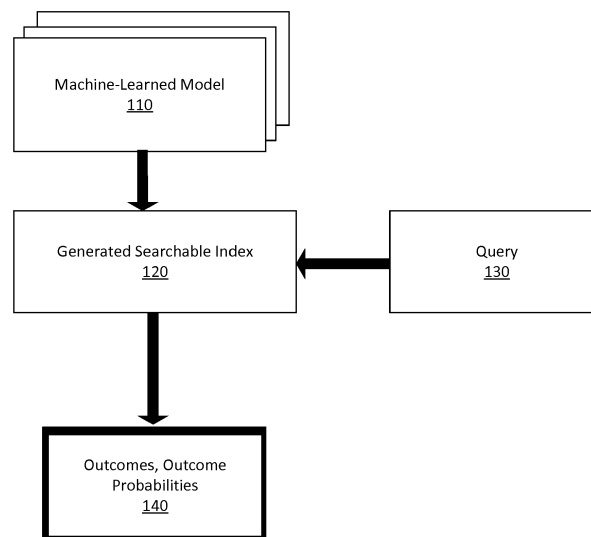 Machine-Learned Model
110
Generated Searchable Index
120
Query
130
Outcomes, Outcome
Probabilities
140